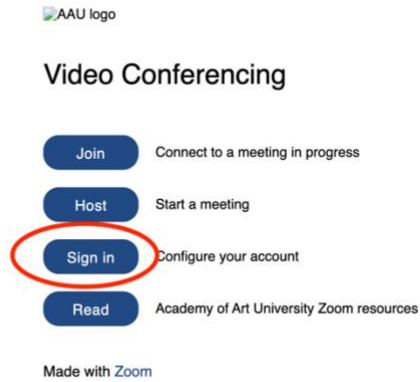 AAU logo
Video Conferencing
Join Connect to a meeting in progress
Host Start a meeting
Sign in Configure your account
Read Academy of Art University Zoom resources
Made with Zoom